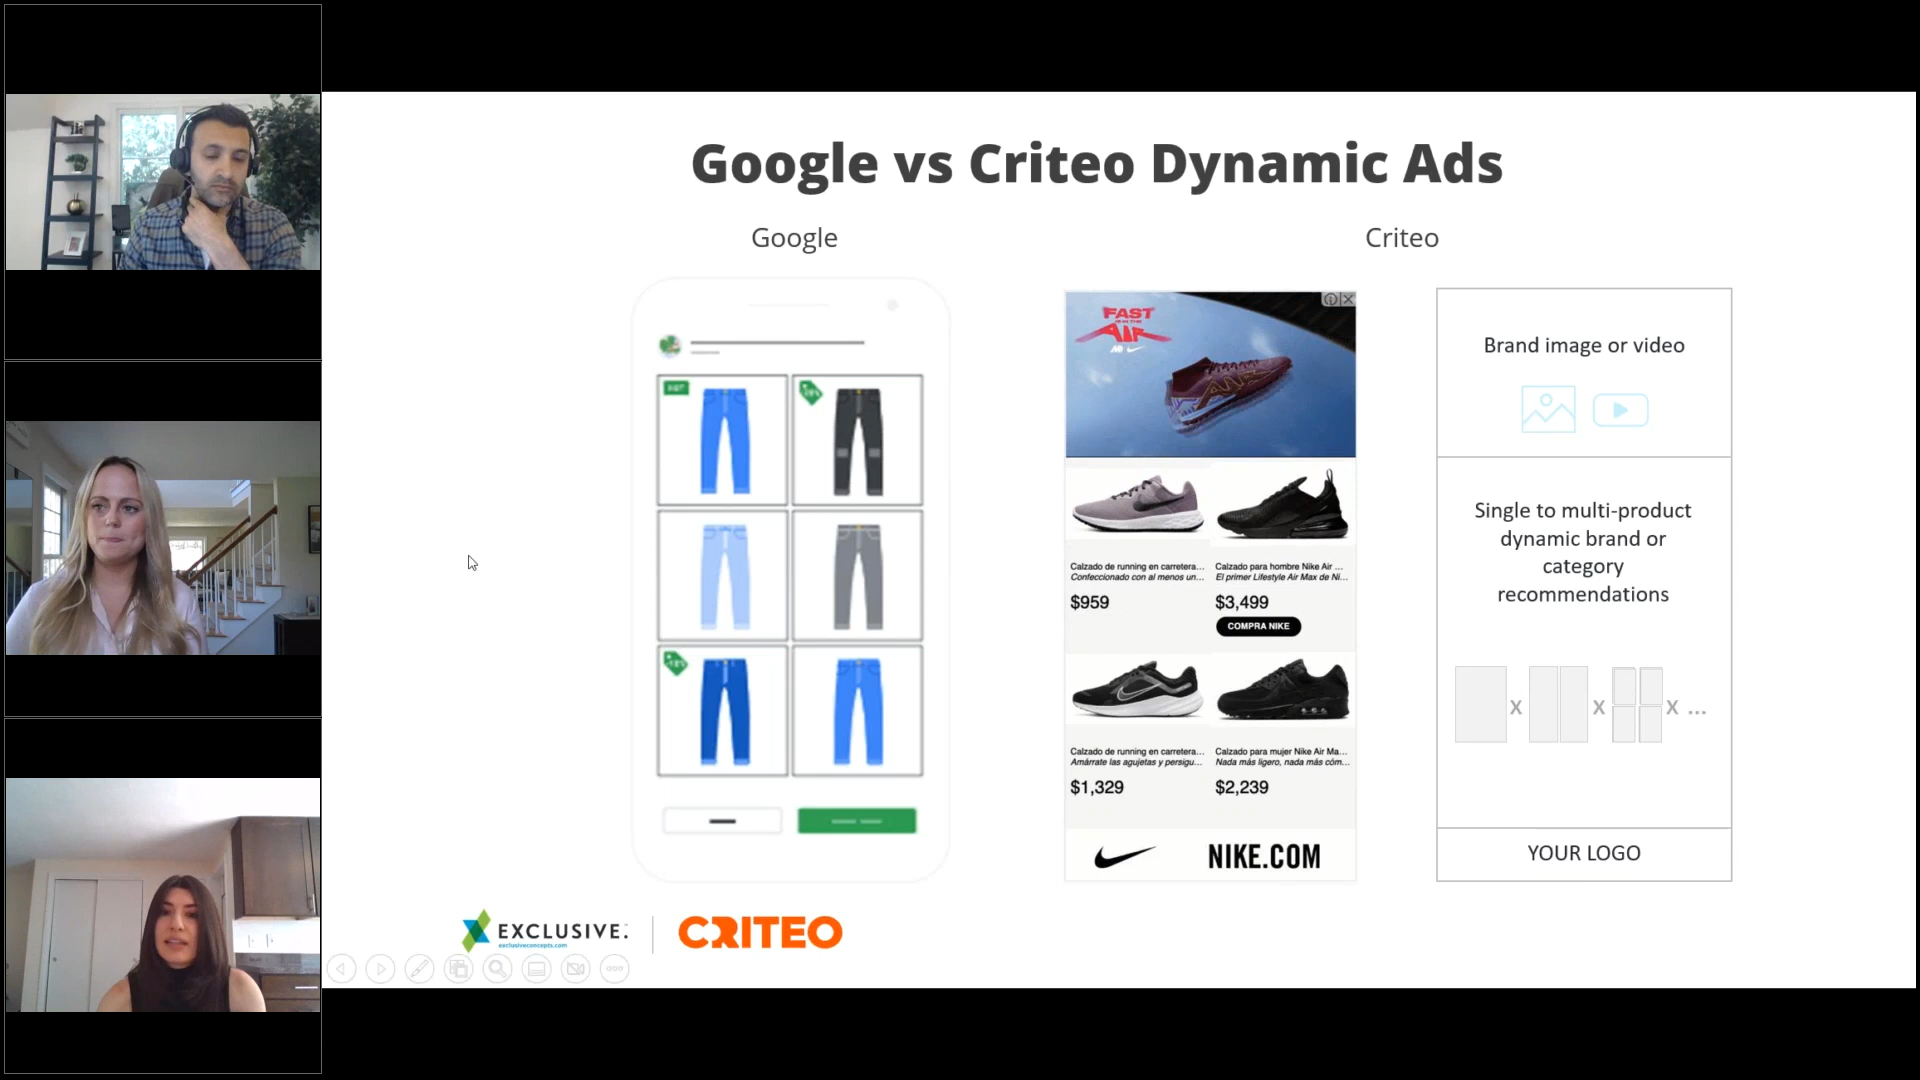 Google vs Criteo Dynamic Ads
Google
Criteo
FAST
AIR
Calzado de running en carretera...
Confeccionado con al menos un...
$959
Calzado para hombre Nike Air ...
El primer Lifestyle Air Max de Ni...
$3,499
COMPRA NIKE
Calzado de running en carretera...
Amárrate las agujetas y persigu...
$1,329
Calzado para mujer Nike Air Ma...
Nada más ligero, nada más cóm...
$2,239
NIKE.COM
Brand image or video
Single to multi-product
dynamic brand or
category
recommendations
X X X ...
YOUR LOGO
EXCLUSIVE.
exclusiveconcepts.com
CRITEO